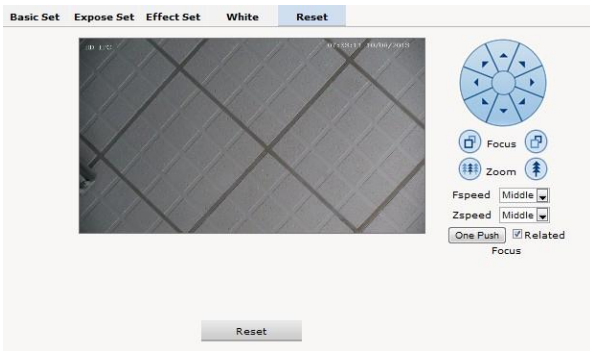 Basic Set Expose Set Effect Set White Reset
Focus
Zoom
Fspeed Middle
Zspeed Middle
One Push Related
Focus
Reset